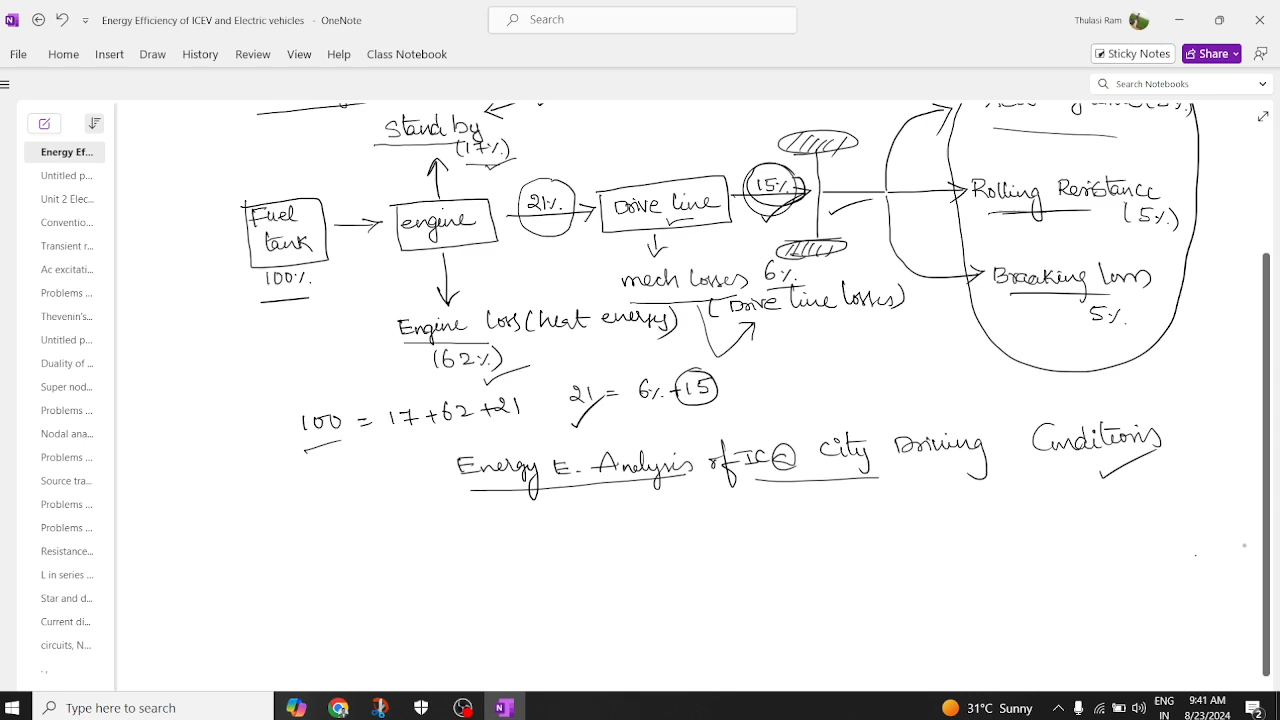 Energy Efficiency of ICEV and Electric vehicles - OneNote
Search
Thulasi Ram
File Home Insert Draw History Review View Help Class Notebook
Sticky Notes
Share
Search Notebooks
Energy Ef...
Untitled p...
Unit 2 Elec...
Conventio...
Transient r...
Ac excitati...
Problems ...
Thevenin's...
Untitled p...
Duality of ...
Super nod...
Problems ...
Nodal ana...
Problems ...
Source tra...
Problems ...
Problems ...
Resistance...
L in series ...
Star and d...
Current di...
circuits, N...
Stand by
(17%)
Fuel
tank
100%
engine
21%
Drive line
15%
Rolling Resistance
(5%)
mech losses 6%
(Drive line losses)
Breaking loss
5%
Engine loss (heat energy)
(62%)
21 = 6% + 15
100 = 17 + 62 + 21
Energy E. Analysis of IC @ City Driving Conditions
Type here to search
31°C Sunny
ENG
IN
9:41 AM
8/23/2024
2